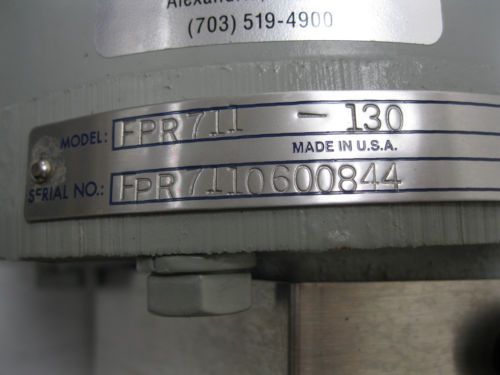 (703) 519-4900
MODEL: FPR711 - 130
MADE IN U.S.A.
SERIAL NO.: FPR7110600844